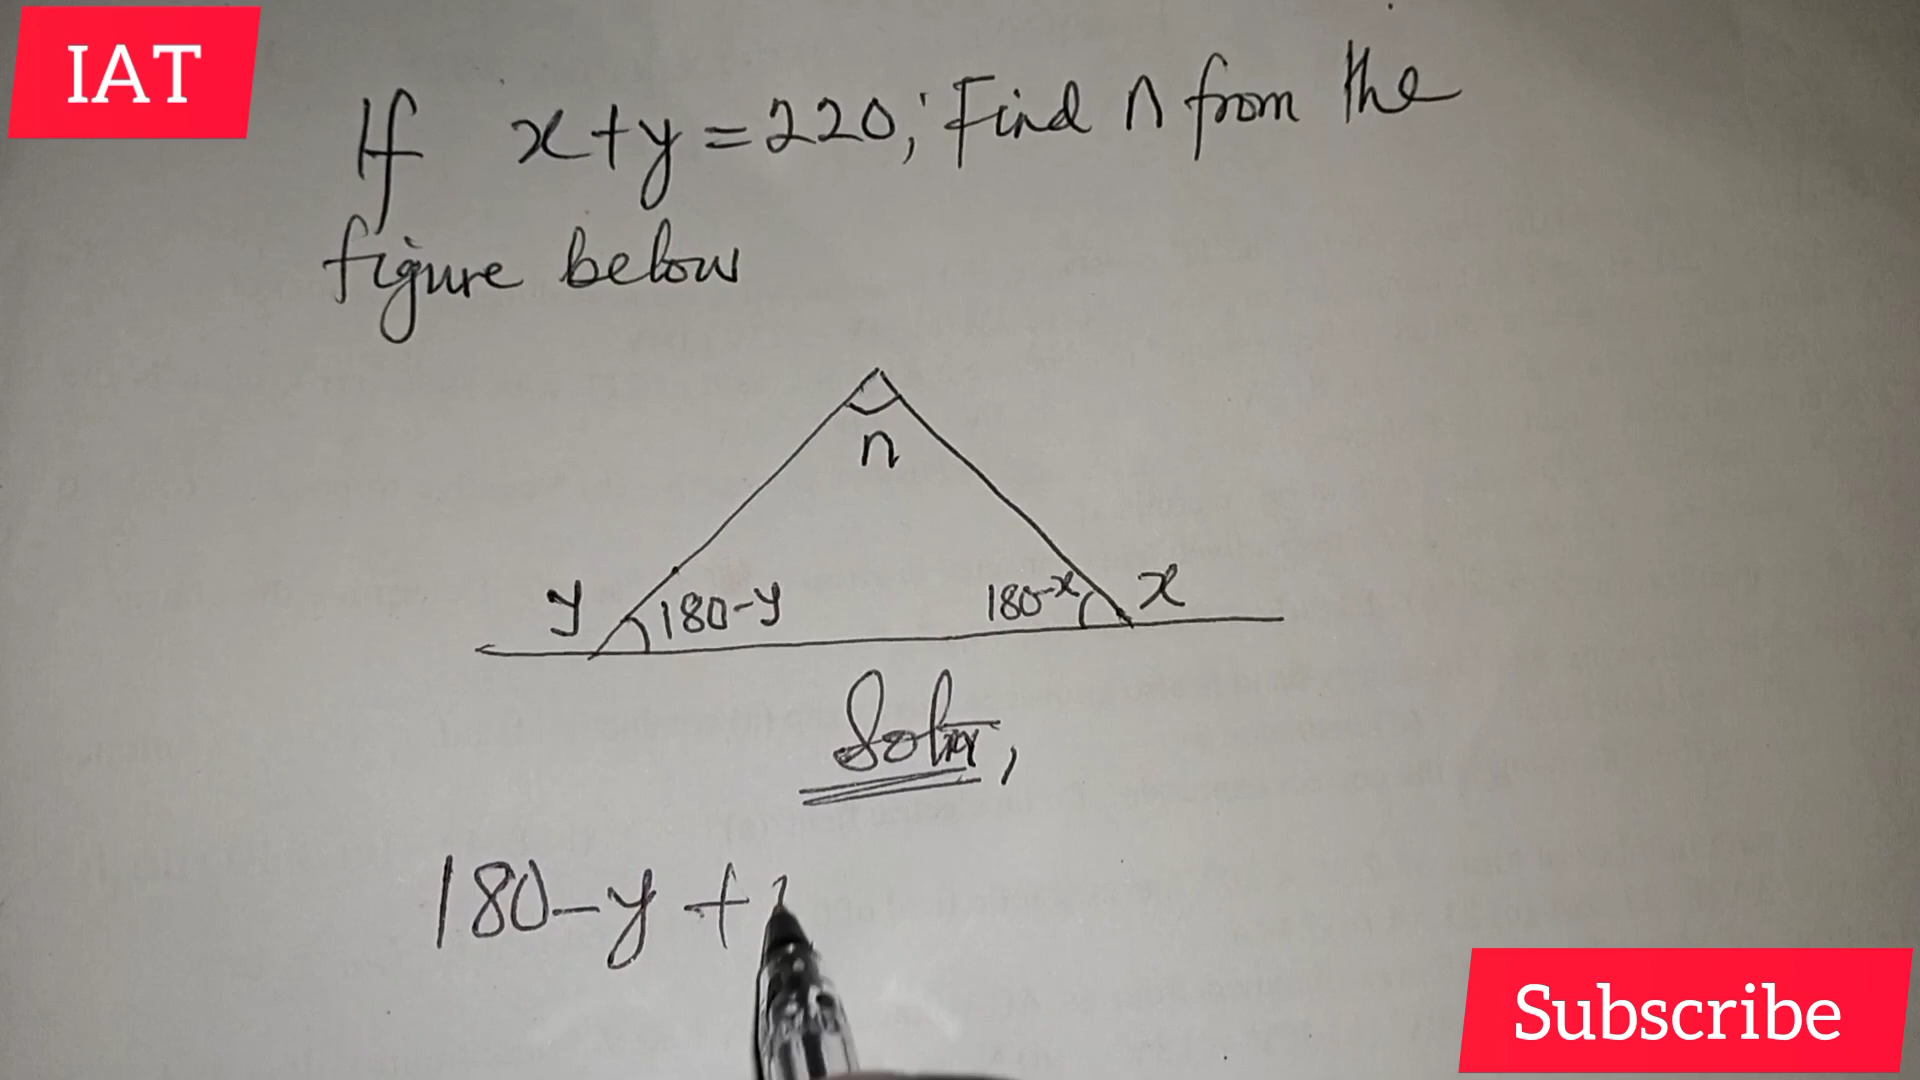 IAT
If x+y=220; Find n from the
figure below
n
y 180-y 180-x x
Soln,
180-y +
Subscribe